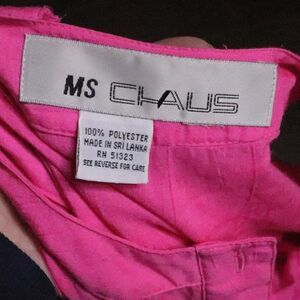 MS CHAUS
100% POLYESTER
MADE IN SRI LANKA
RN 51323
SEE REVERSE FOR CARE